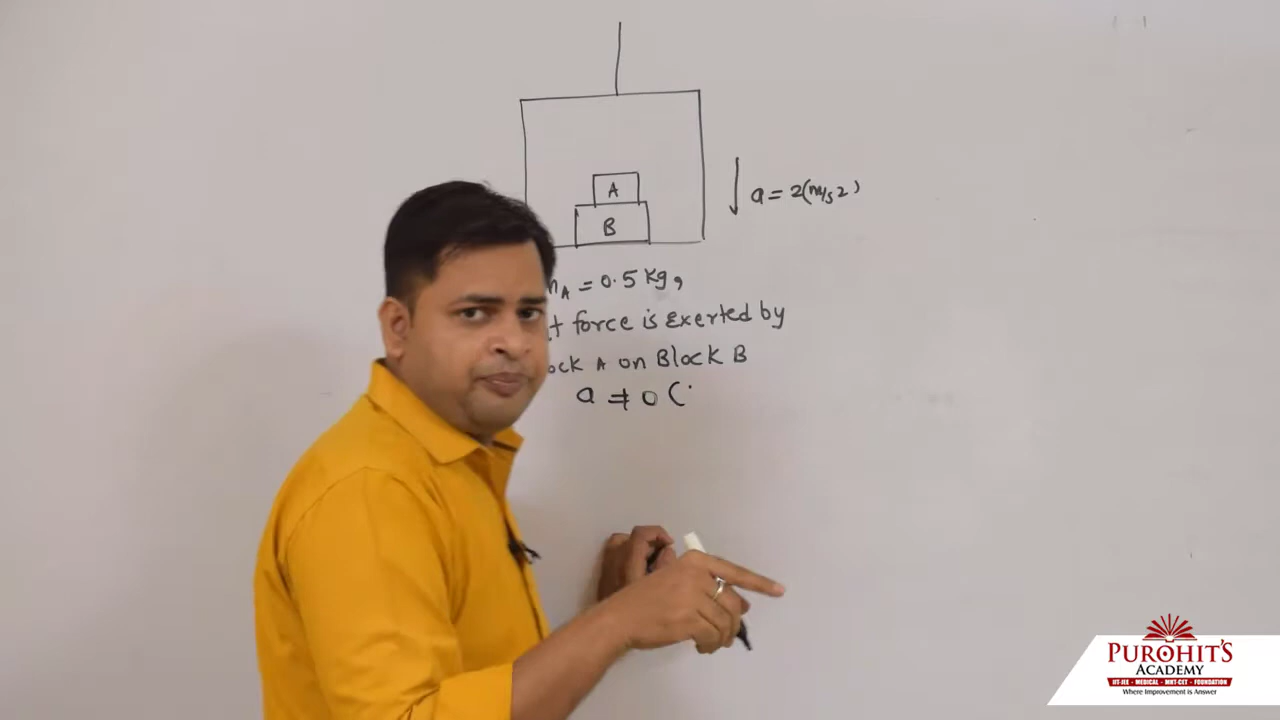 A
B
a = 2(m/s2)
mA = 0.5 kg,
force is exerted by
A on Block B
a ≠ 0 (
PUROHIT'S
ACADEMY
IIT-JEE - MEDICAL - MHT-CET - FOUNDATION
Where Improvement is Answer